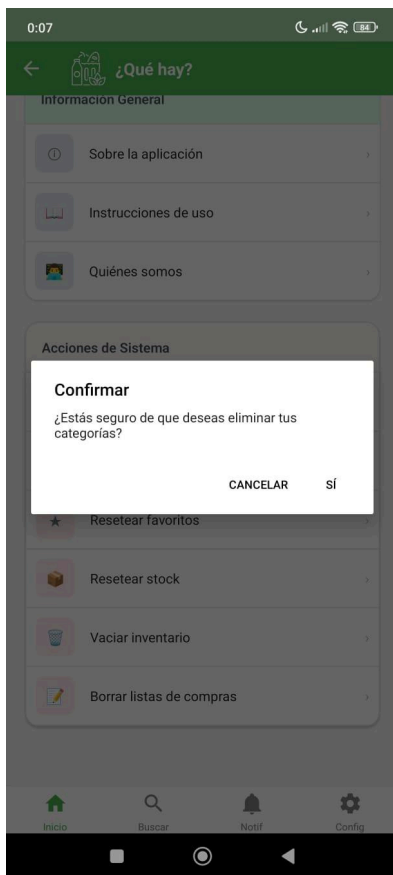 0:07
84
¿Qué hay?
Información General
Sobre la aplicación
Instrucciones de uso
Quiénes somos
Acciones de Sistema
Confirmar
¿Estás seguro de que deseas eliminar tus
categorías?
CANCELAR SÍ
Resetear favoritos
Resetear stock
Vaciar inventario
Borrar listas de compras
Inicio Buscar Notif Config